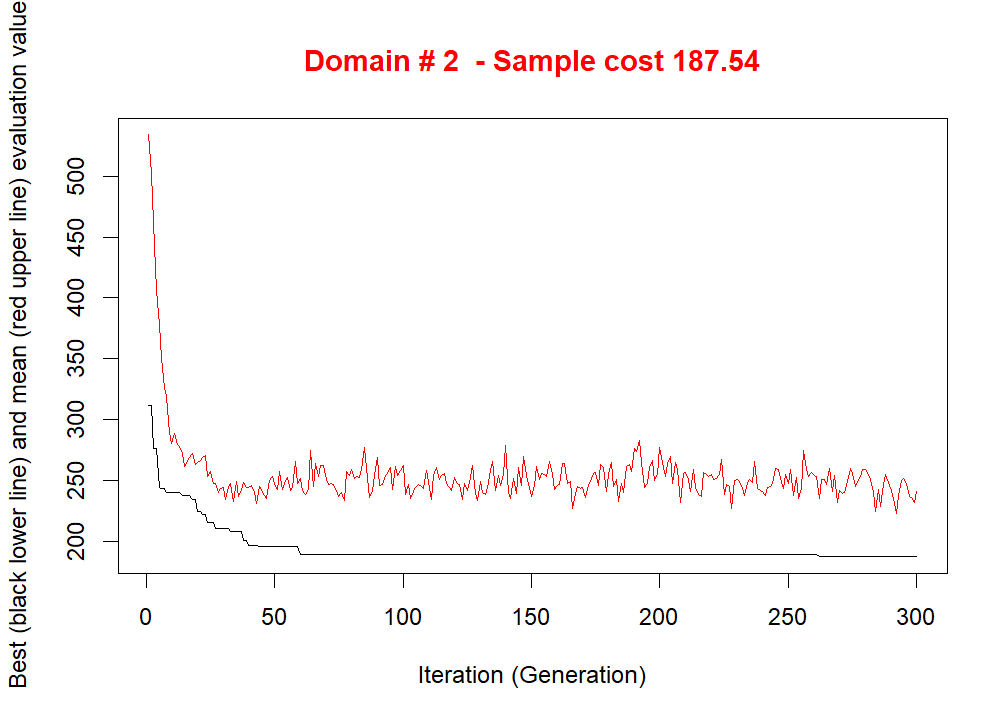 Domain # 2  - Sample cost 187.54
Best (black lower line) and mean (red upper line) evaluation value
500
450
400
350
300
250
200
0 50 100 150 200 250 300
Iteration (Generation)